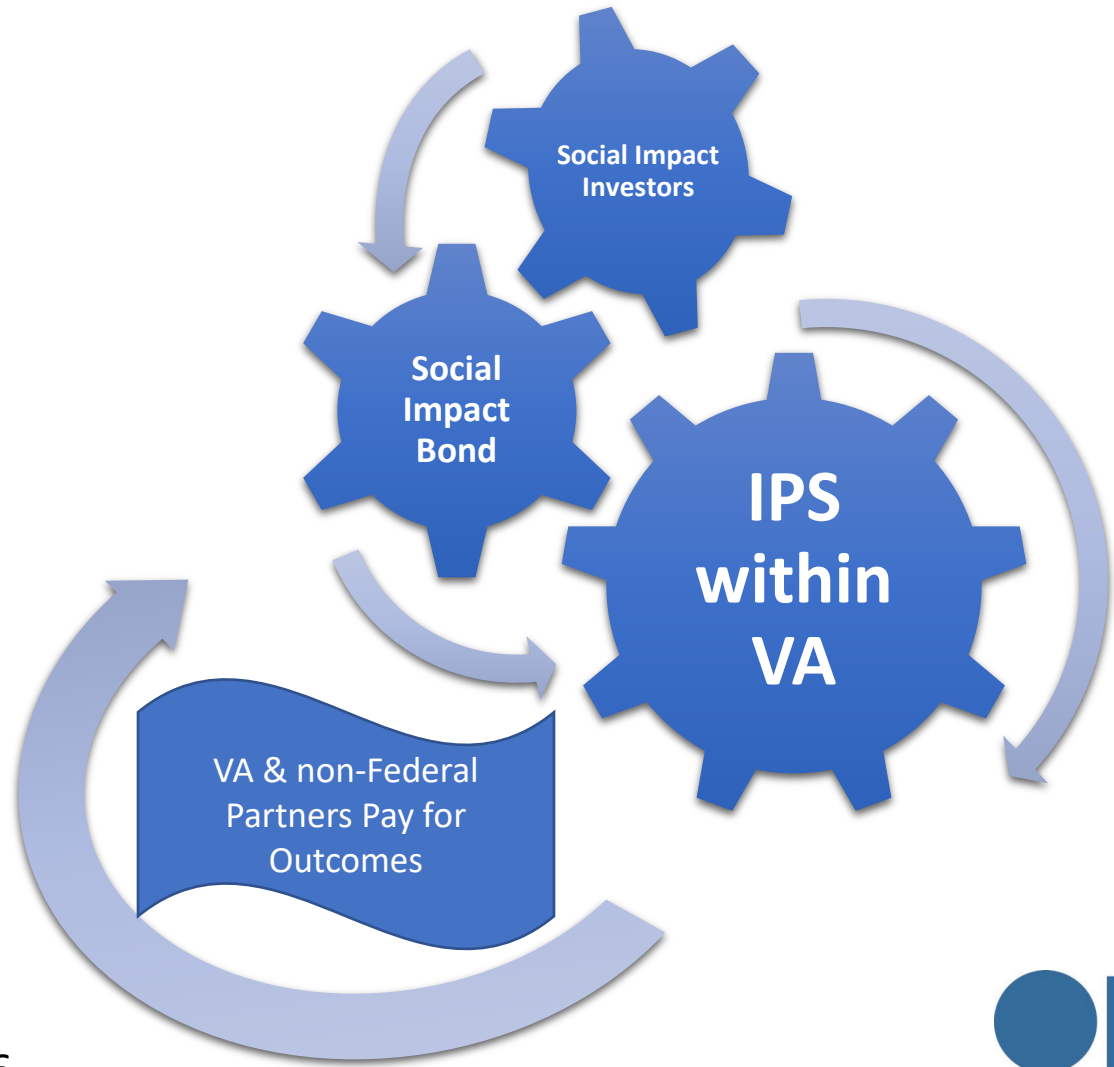 Social Impact
Investors
Social
Impact
Bond
IPS
within
VA
VA & non-Federal
Partners Pay for
Outcomes